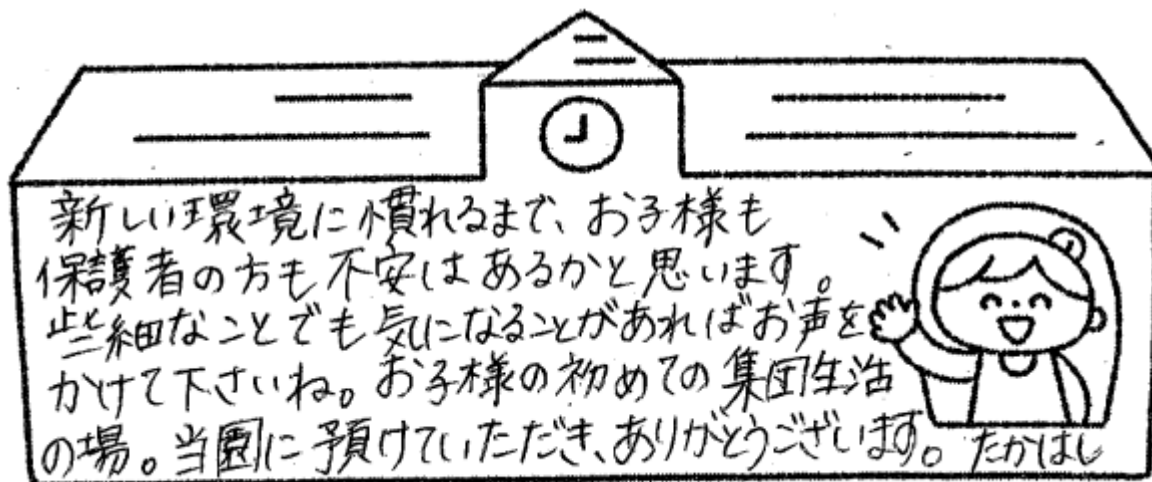 新しい環境に慣れるまで、お子様も
保護者の方も不安はあるかと思います。
些細なことでも気になることがあればお声を
かけて下さいね。お子様の初めての集団生活
の場。当園に預けていただき、ありがとうございます。たかはし